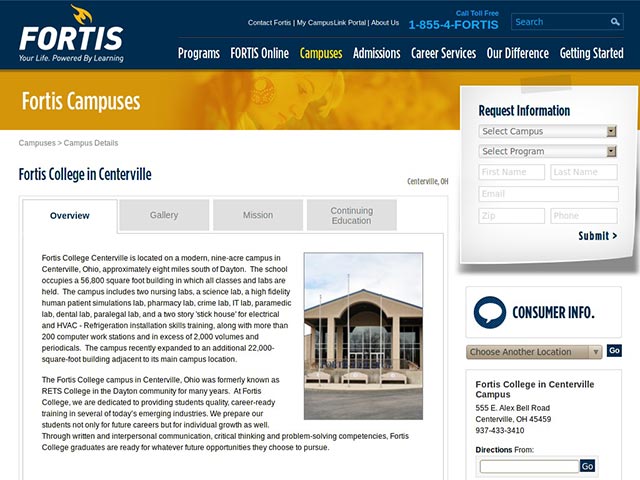 FORTIS
Your Life. Powered By Learning
Contact Fortis | My CampusLink Portal | About Us
Call Toll Free
1-855-4-FORTIS
Search
Programs FORTIS Online Campuses Admissions Career Services Our Difference Getting Started
Fortis Campuses
Request Information
Select Campus
Select Program
First Name Last Name
Email
Zip Phone
Submit >
Campuses > Campus Details
Fortis College in Centerville
Centerville, OH
Overview
Gallery
Mission
Continuing
Education
Fortis College Centerville is located on a modern, nine-acre campus in
Centerville, Ohio, approximately eight miles south of Dayton. The school
occupies a 56,800 square foot building in which all classes and labs are
held. The campus includes two nursing labs, a science lab, a high fidelity
human patient simulations lab, pharmacy lab, crime lab, IT lab, paramedic
lab, dental lab, paralegal lab, and a two story 'stick house' for electrical
and HVAC - Refrigeration installation skills training, along with more than
200 computer work stations and in excess of 2,000 volumes and
periodicals. The campus recently expanded to an additional 22,000-
square-foot building adjacent to its main campus location.
The Fortis College campus in Centerville, Ohio was formerly known as
RETS College in the Dayton community for many years. At Fortis
College, we are dedicated to providing students quality, career-ready
training in several of today's emerging industries. We prepare our
students not only for future careers but for individual growth as well.
Through written and interpersonal communication, critical thinking and problem-solving competencies, Fortis
College graduates are ready for whatever future opportunities they choose to pursue.
CONSUMER INFO.
Choose Another Location
Go
Fortis College in Centerville
Campus
555 E. Alex Bell Road
Centerville, OH 45459
937-433-3410
Directions From:
Go